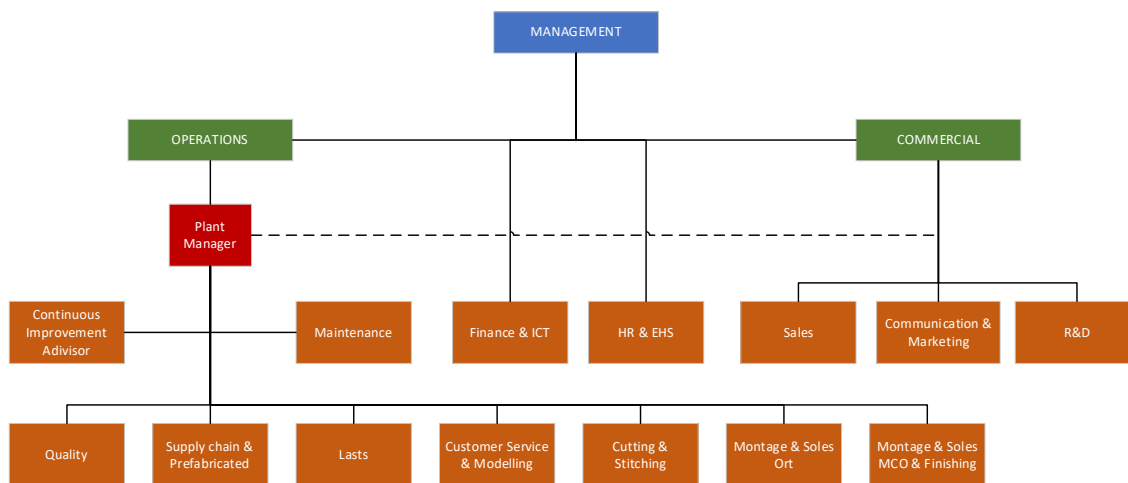 MANAGEMENT
OPERATIONS
COMMERCIAL
Plant
Manager
Continuous
Improvement
Adivisor
Maintenance
Finance & ICT
HR & EHS
Sales
Communication &
Marketing
R&D
Quality
Supply chain &
Prefabricated
Lasts
Customer Service
& Modelling
Cutting &
Stitching
Montage & Soles
Ort
Montage & Soles
MCO & Finishing